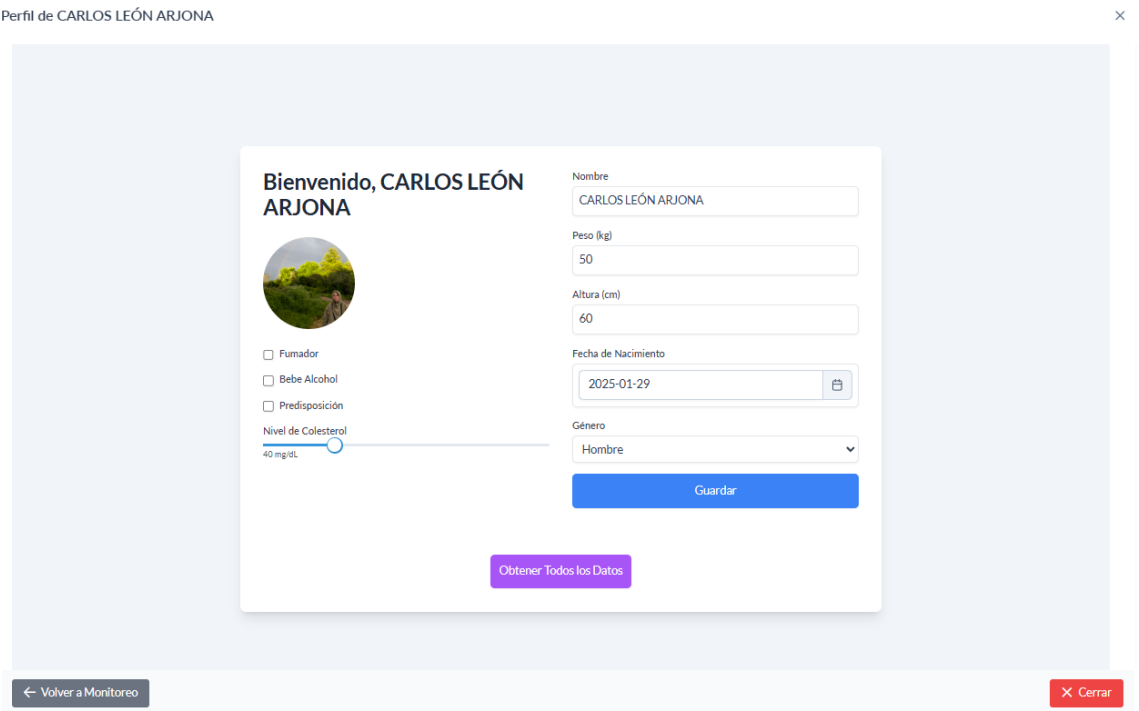 Perfil de CARLOS LEÓN ARJONA
Bienvenido, CARLOS LEÓN
ARJONA
Fumador
Bebe Alcohol
Predisposición
Nivel de Colesterol
40 mg/dL
Nombre
CARLOS LEÓN ARJONA
Peso (kg)
50
Altura (cm)
60
Fecha de Nacimiento
2025-01-29
Género
Hombre
Guardar
Obtener Todos los Datos
Volver a Monitoreo
Cerrar